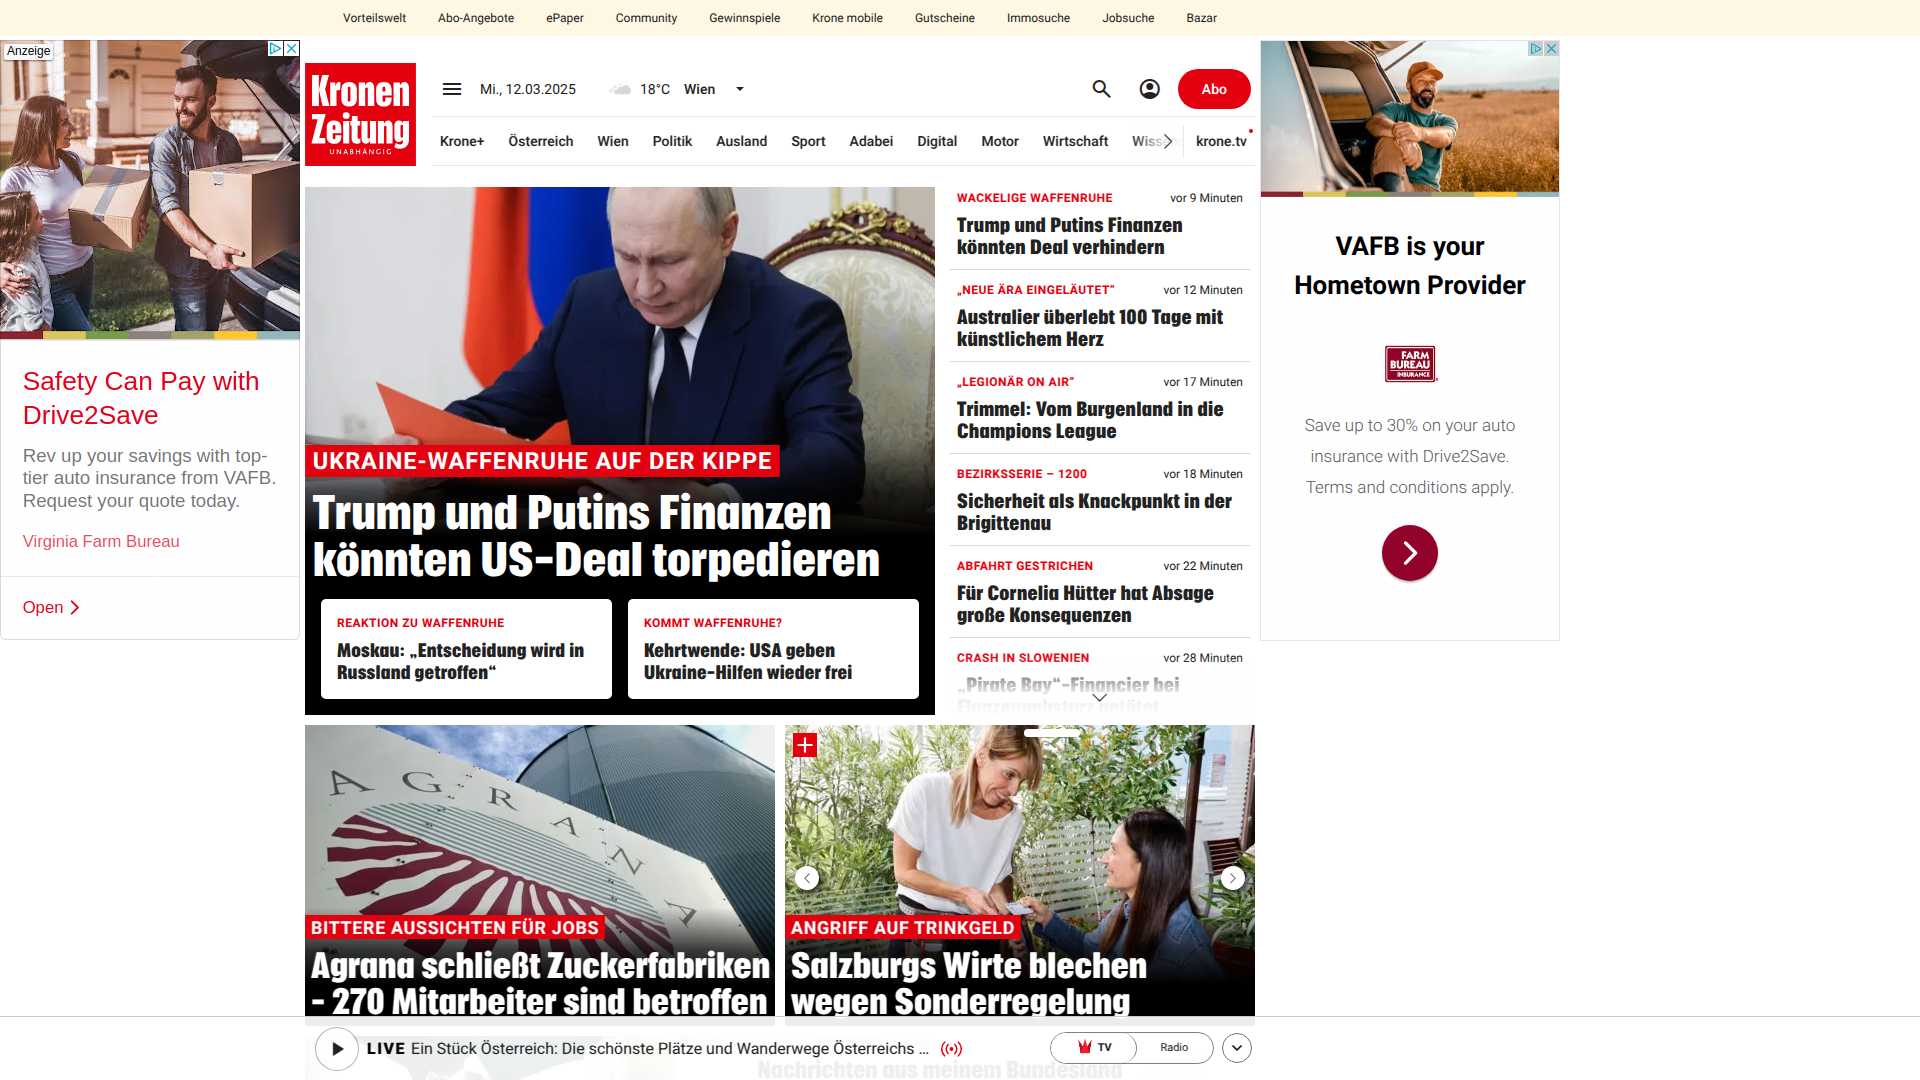 Vorteilswelt Abo-Angebote ePaper Community Gewinnspiele Krone mobile Gutscheine Immosuche Jobsuche Bazar
Anzeige
Safety Can Pay with
Drive2Save
Rev up your savings with top-
tier auto insurance from VAFB.
Request your quote today.
Virginia Farm Bureau
Open
Kronen
Zeitung
UNABHÄNGIG
Mi., 12.03.2025 18°C Wien
Abo
Krone+ Österreich Wien Politik Ausland Sport Adabei Digital Motor Wirtschaft krone.tv
UKRAINE-WAFFENRUHE AUF DER KIPPE
Trump und Putins Finanzen
könnten US-Deal torpedieren
REAKTION ZU WAFFENRUHE
Moskau: „Entscheidung wird in
Russland getroffen“
KOMMT WAFFENRUHE?
Kehrtwende: USA geben
Ukraine-Hilfen wieder frei
WACKELIGE WAFFENRUHE vor 9 Minuten
Trump und Putins Finanzen
könnten Deal verhindern
„NEUE ÄRA EINGELÄUTET“ vor 12 Minuten
Australier überlebt 100 Tage mit
künstlichem Herz
„LEGIONÄR ON AIR“ vor 17 Minuten
Trimmel: Vom Burgenland in die
Champions League
BEZIRKSSERIE – 1200 vor 18 Minuten
Sicherheit als Knackpunkt in der
Brigittenau
ABFAHRT GESTRICHEN vor 22 Minuten
Für Cornelia Hütter hat Absage
große Konsequenzen
CRASH IN SLOWENIEN vor 28 Minuten
„Pirate Bay“-Financier bei
Flugzeugabsturz getötet
VAFB is your
Hometown Provider
FARM
BUREAU
INSURANCE
Save up to 30% on your auto
insurance with Drive2Save.
Terms and conditions apply.
AGRANA
BITTERE AUSSICHTEN FÜR JOBS
Agrana schließt Zuckerfabriken
- 270 Mitarbeiter sind betroffen
ANGRIFF AUF TRINKGELD
Salzburgs Wirte blechen
wegen Sonderregelung
LIVE Ein Stück Österreich: Die schönste Plätze und Wanderwege Österreichs ...
TV Radio
Nachrichten aus meinem Bundesland